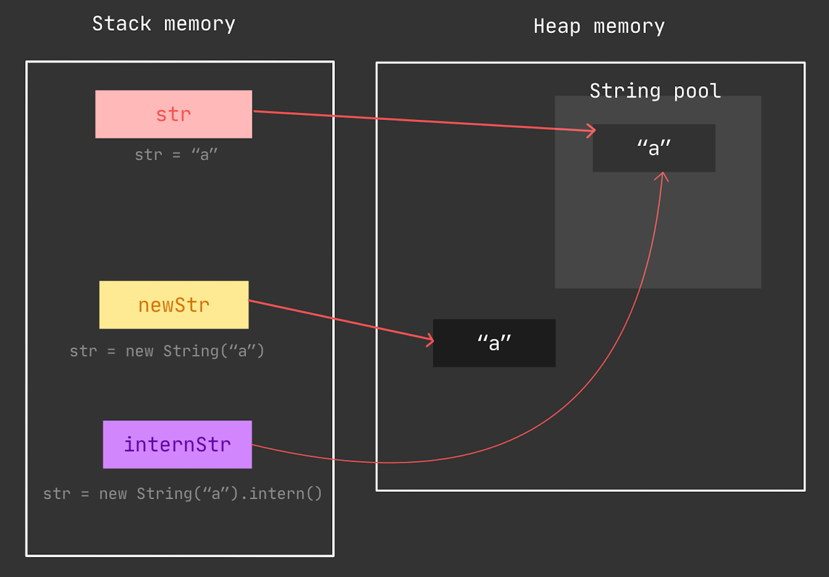 Stack memory
Heap memory
String pool
str
“a”
str = “a”
newStr
“a”
str = new String(“a”)
internStr
str = new String(“a”).intern()